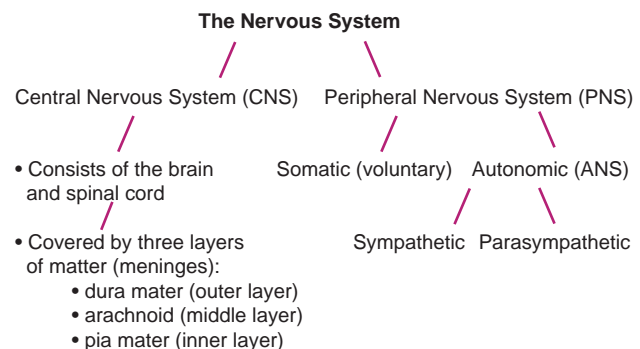 The Nervous System
Central Nervous System (CNS)
Peripheral Nervous System (PNS)
• Consists of the brain
and spinal cord
Somatic (voluntary)
Autonomic (ANS)
• Covered by three layers
of matter (meninges):
• dura mater (outer layer)
• arachnoid (middle layer)
• pia mater (inner layer)
Sympathetic
Parasympathetic